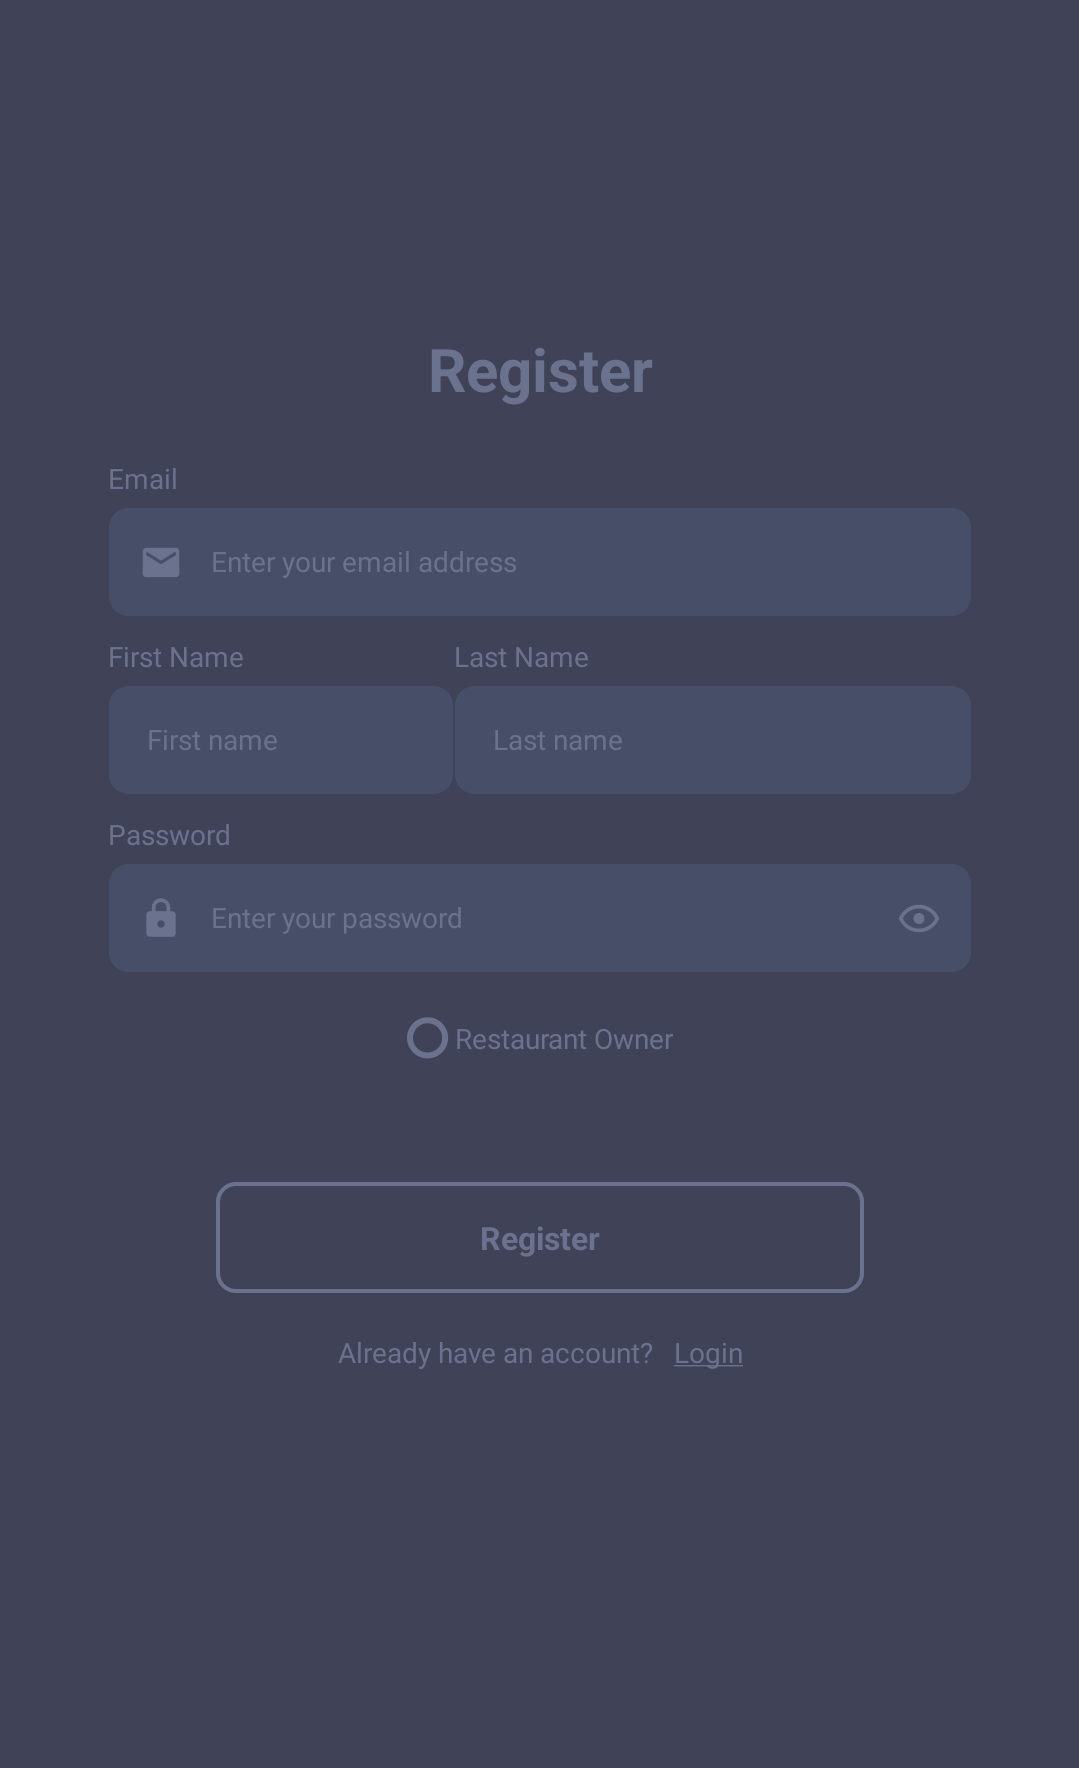 Register
Email
Enter your email address
First Name Last Name
First name Last name
Password
Enter your password
Restaurant Owner
Register
Already have an account? Login